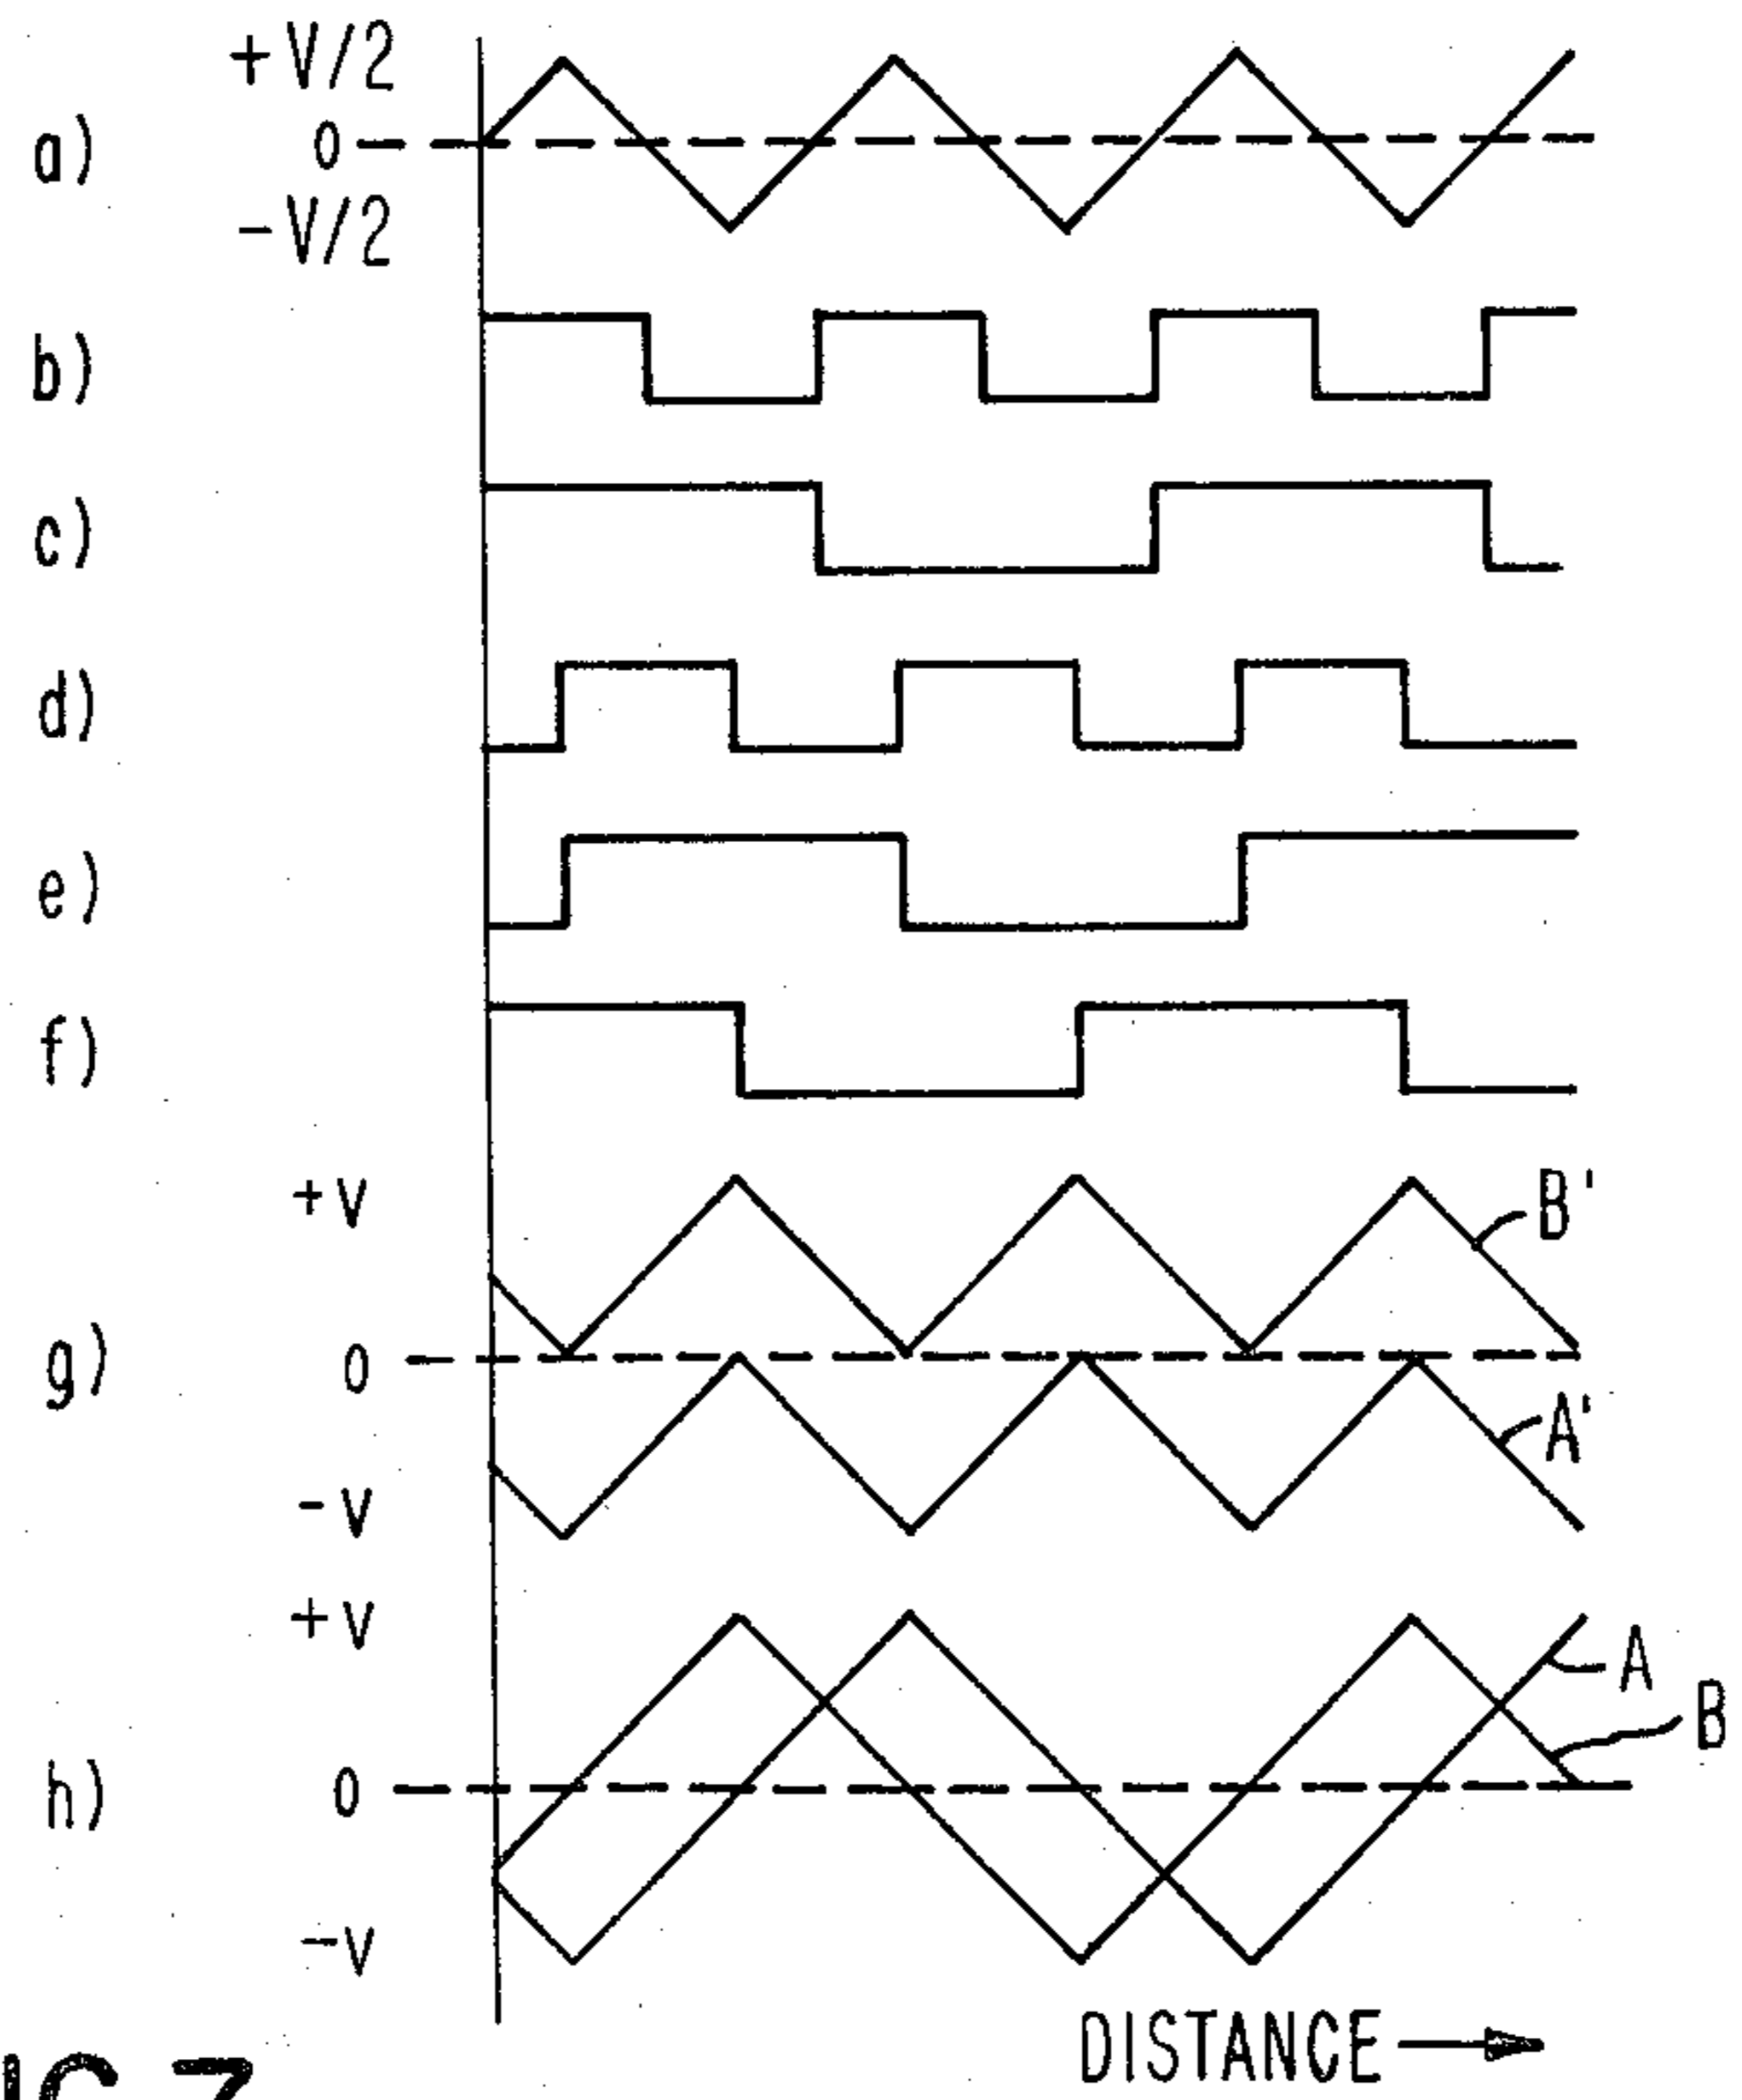 +V/2
a)
0
-V/2
b)
c)
d)
e)
f)
+V
B'
g)
0
A'
-V
+V
A
B
h)
0
-V
DISTANCE